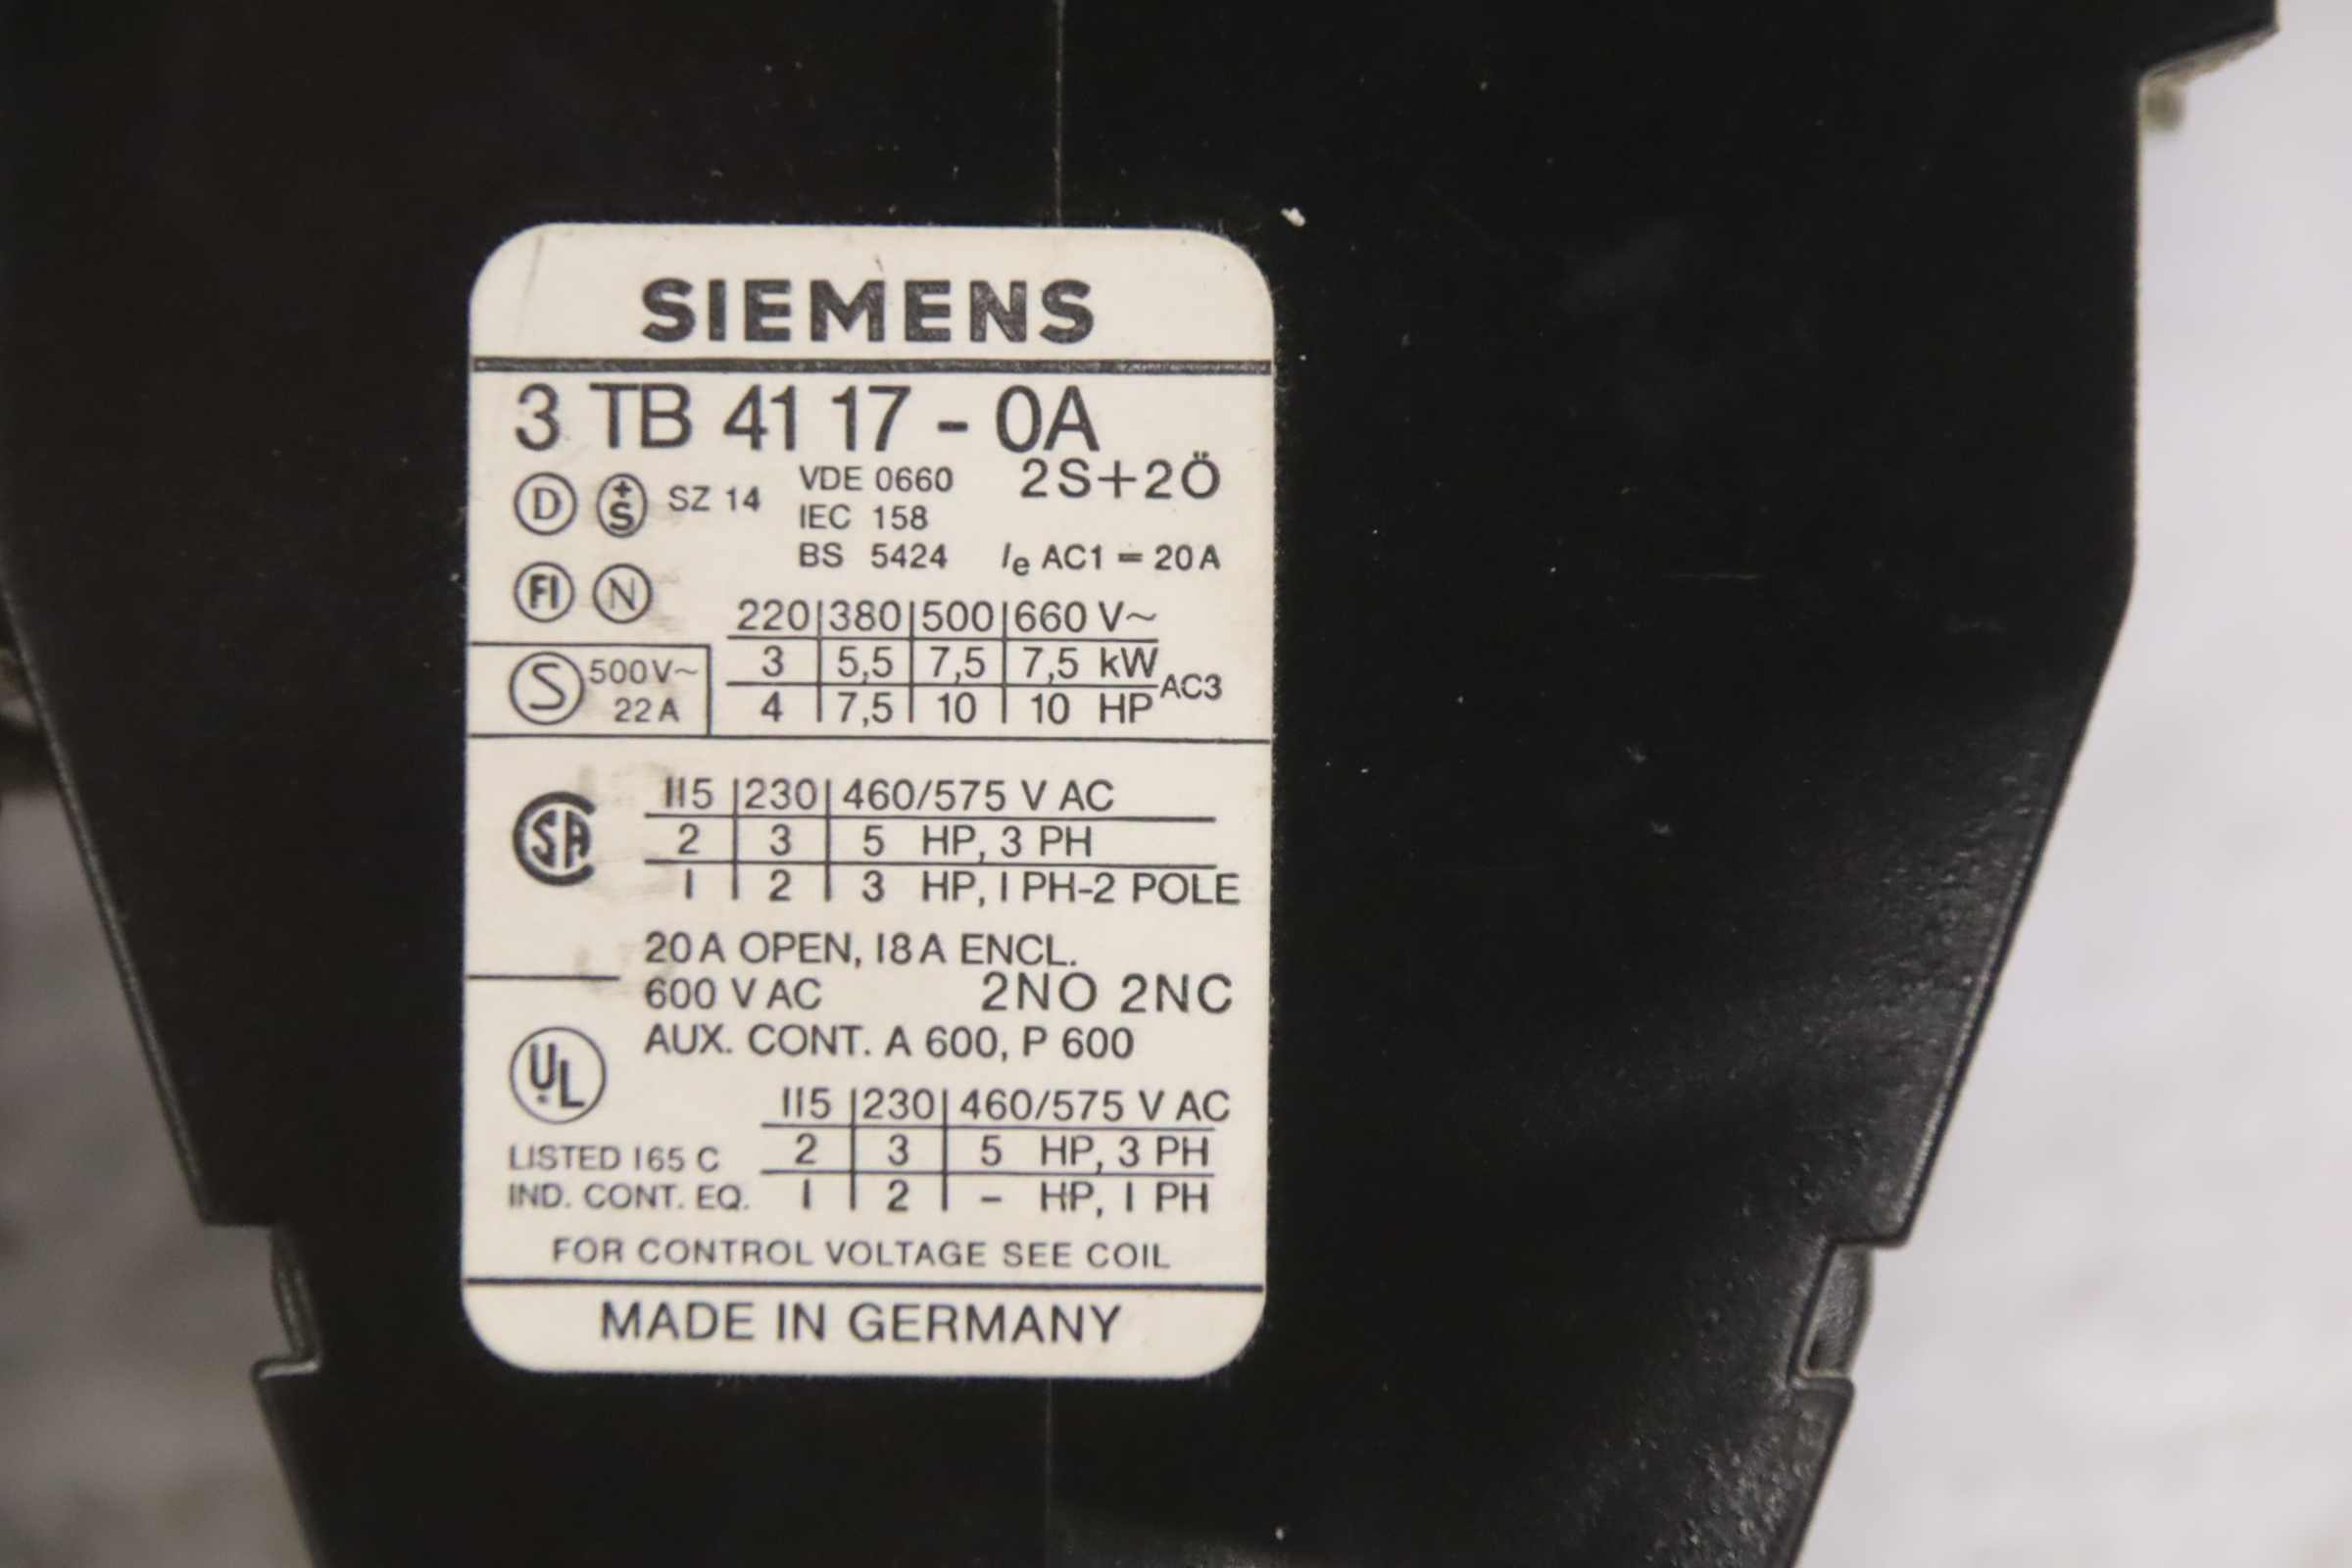 SIEMENS
3 TB 41 17 - 0A
D +S SZ 14 VDE 0660 2S+2Ö
IEC 158
BS 5424 Ie AC1 = 20 A
FI N
220 | 380 | 500 | 660 V~
3 | 5,5 | 7,5 | 7,5 kW
4 | 7,5 | 10 | 10 HP AC3
S 500 V~
22 A
115 | 230 | 460/575 V AC
SA 2 | 3 | 5 HP, 3 PH
1 | 2 | 3 HP, 1 PH-2 POLE
20 A OPEN, 18 A ENCL.
600 V AC 2NO 2NC
AUX. CONT. A 600, P 600
UL
115 | 230 | 460/575 V AC
LISTED 165 C 2 | 3 | 5 HP, 3 PH
IND. CONT. EQ. 1 | 2 | - HP, 1 PH
FOR CONTROL VOLTAGE SEE COIL
MADE IN GERMANY